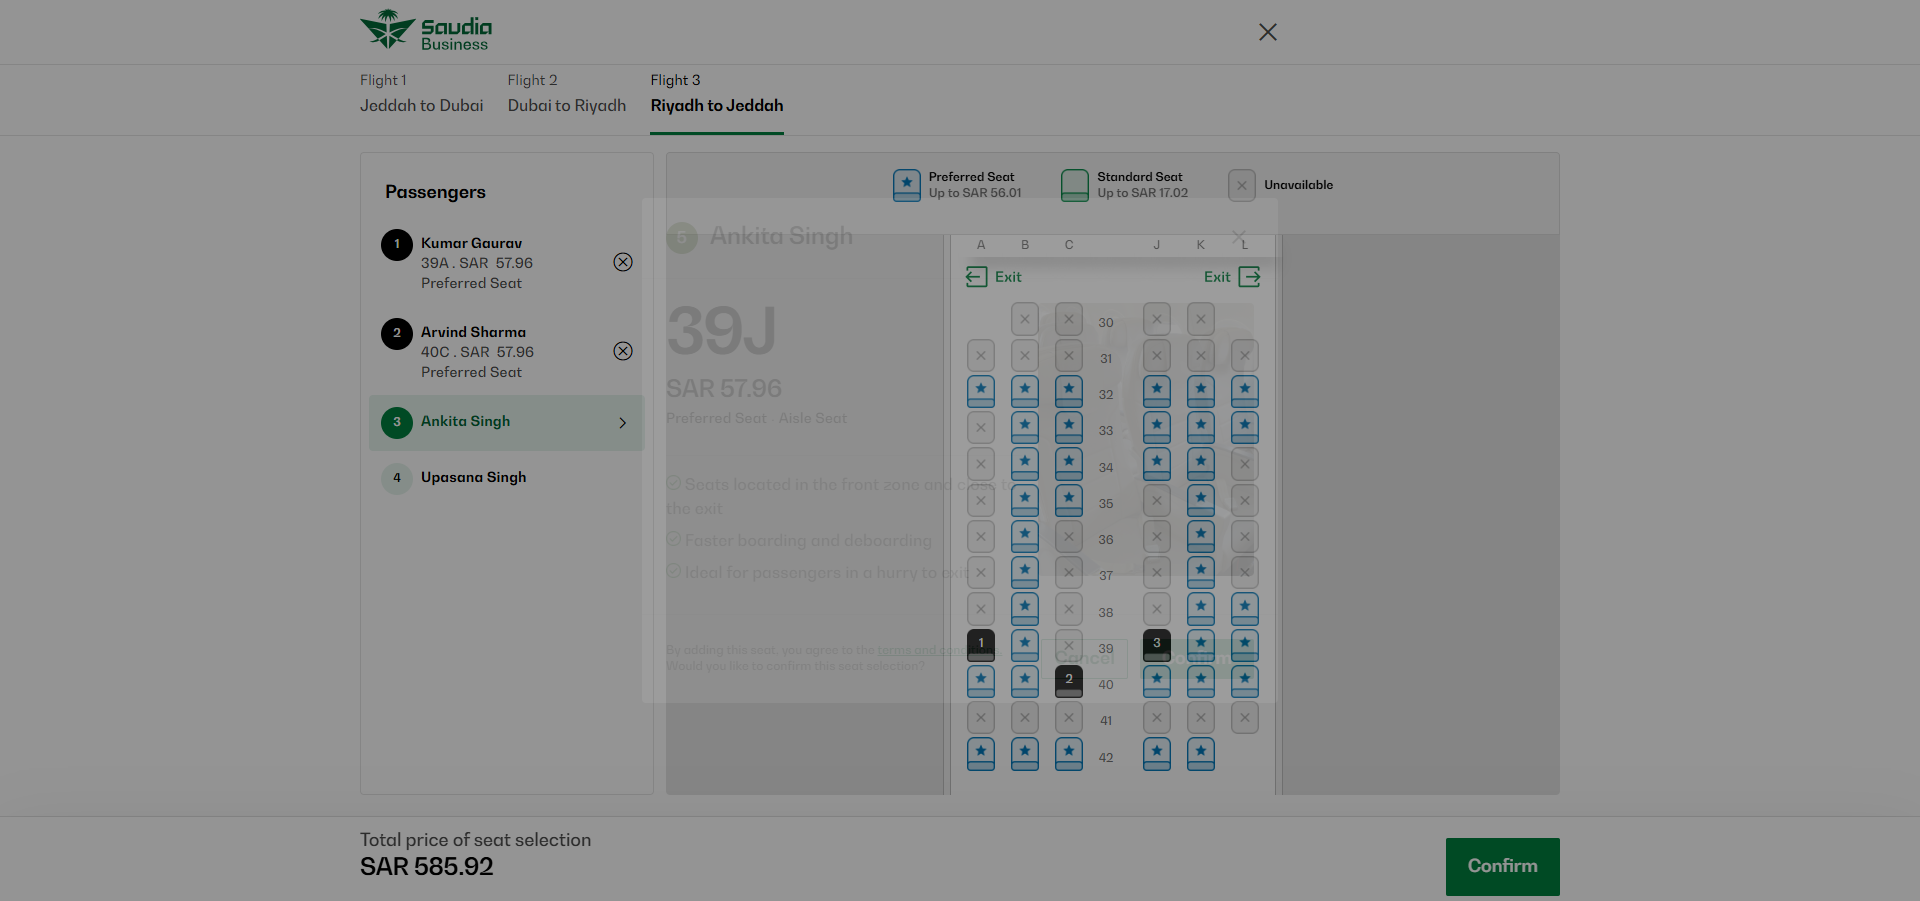 Saudia
Business
Flight 1
Jeddah to Dubai
Flight 2
Dubai to Riyadh
Flight 3
Riyadh to Jeddah
Passengers
1
Kumar Gaurav
39A . SAR 57.96
Preferred Seat
2
Arvind Sharma
40C . SAR 57.96
Preferred Seat
3
Ankita Singh
4
Upasana Singh
Preferred Seat
Up to SAR 56.01
Standard Seat
Up to SAR 17.02
Unavailable
5
Ankita Singh
39J
SAR 57.96
Preferred Seat - Aisle Seat
Seats located in the front zone and close to
the exit
Faster boarding and deboarding
Ideal for passengers in a hurry to exit
By adding this seat, you agree to the terms and conditions.
Would you like to confirm this seat selection?
Cancel
Confirm
A B C J K L
Exit
Exit
30
31
32
33
34
35
36
37
38
1 39 3
2 40
41
42
Total price of seat selection
SAR 585.92
Confirm